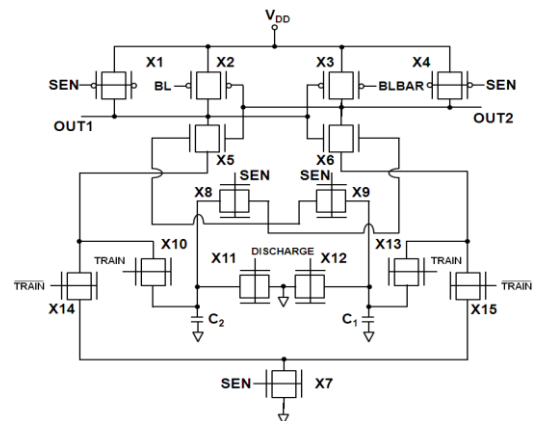 VDD
X1 X2 X3 X4
SEN BL BLBAR SEN
OUT1 OUT2
X5 X6
SEN SEN
X8 X9
X10 X13
TRAIN X11 DISCHARGE X12 TRAIN
TRAIN TRAIN
X14 X15
C2 C1
SEN X7